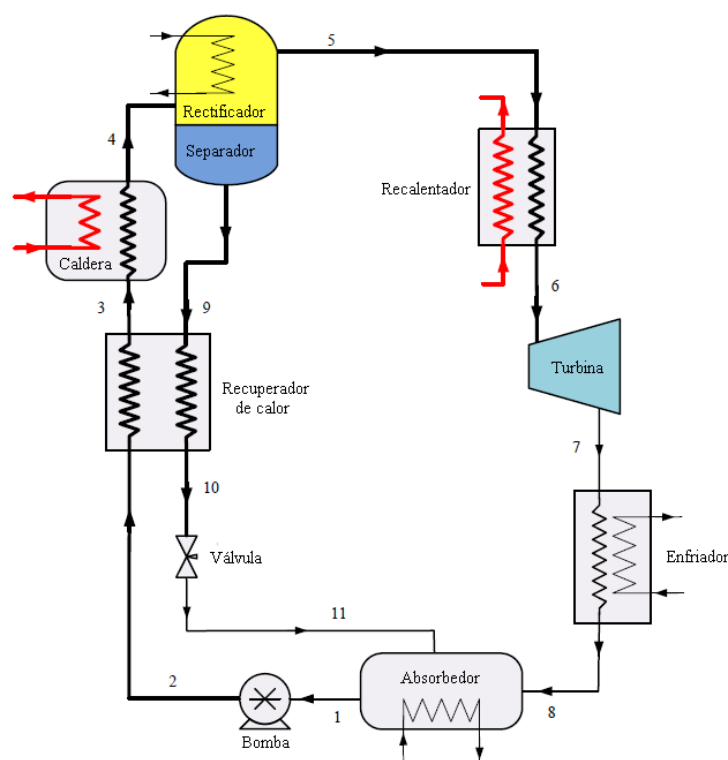 5
Rectificador
4
Separador
Recalentador
Caldera
6
3
9
Turbina
Recuperador
de calor
7
10
Válvula
Enfriador
11
Absorbedor
2
1
8
Bomba